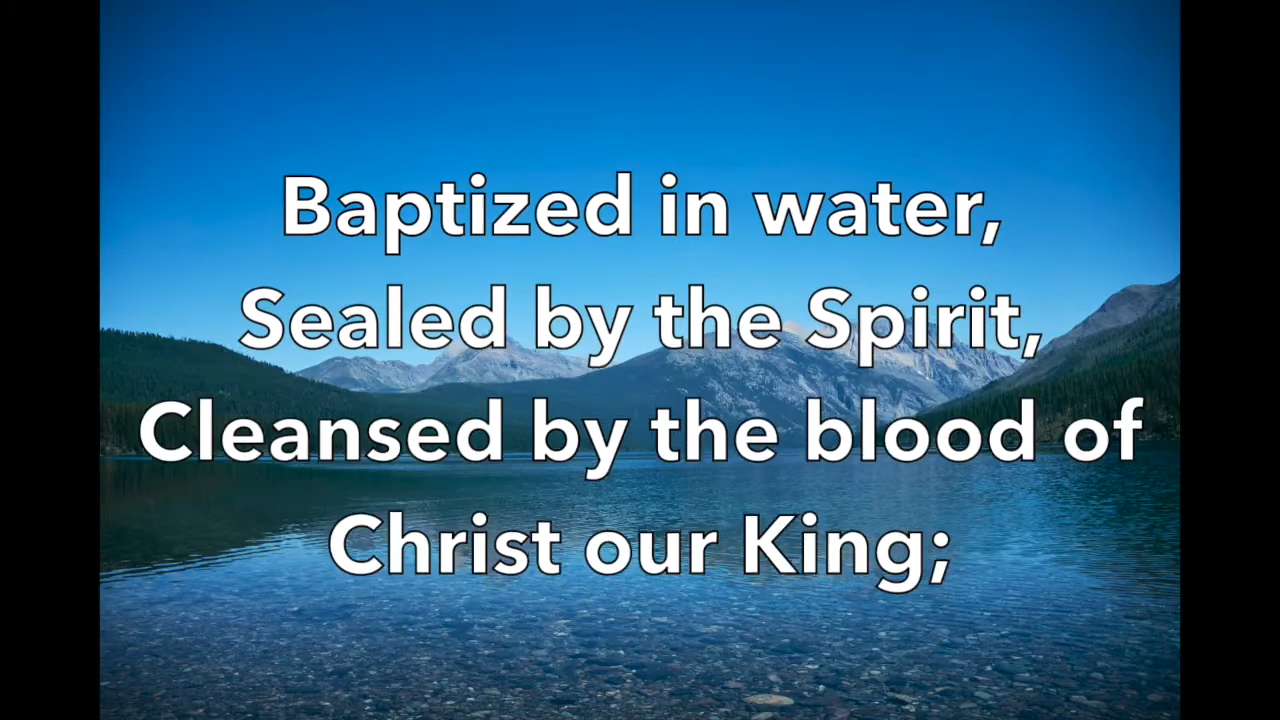 Baptized in water,
Sealed by the Spirit,
Cleansed by the blood of
Christ our King;